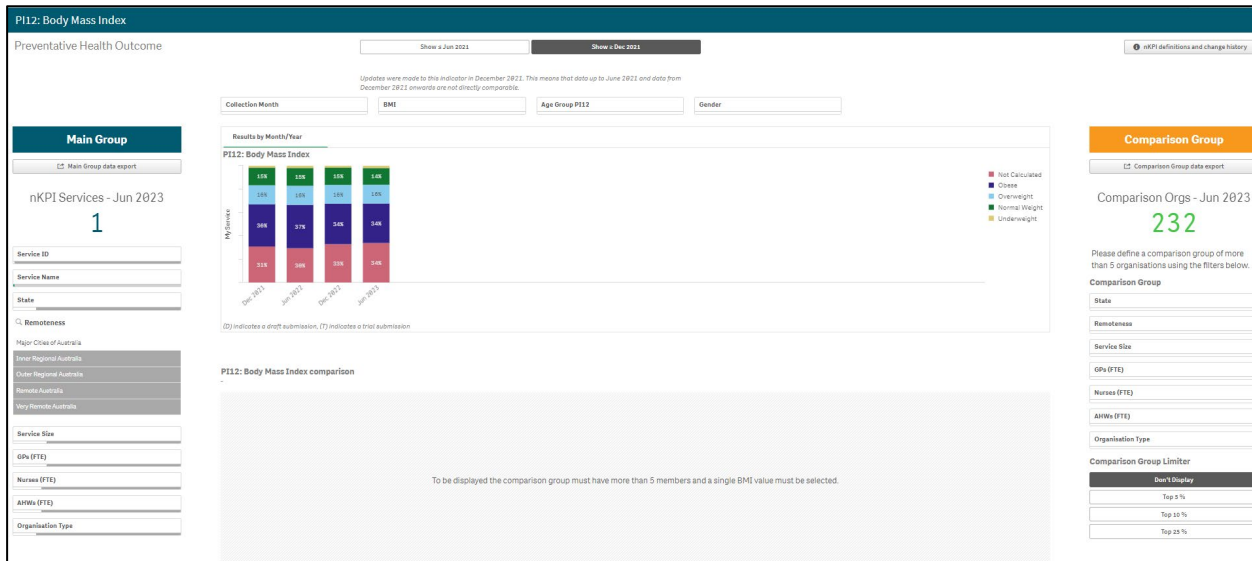 PI12: Body Mass Index
Preventative Health Outcome
Show ≤ Jun 2021
Show ≥ Dec 2021
nKPI definitions and change history
Updates were made to this indicator in December 2021. This means that data up to June 2021 and data from
December 2021 onwards are not directly comparable.
Collection Month
BMI
Age Group PI12
Gender
Main Group
Main Group data export
nKPI Services - Jun 2023
1
Service ID
Service Name
State
Remoteness
Major Cities of Australia
Inner Regional Australia
Outer Regional Australia
Remote Australia
Very Remote Australia
Service Size
GPs (FTE)
Nurses (FTE)
AHWs (FTE)
Organisation Type
Results by Month/Year
PI12: Body Mass Index
My Service
15% 15% 15% 14%
16% 16% 16% 16%
36% 37% 34% 34%
31% 30% 33% 34%
Dec 2021
Jun 2022
Dec 2022
Jun 2023
Not Calculated
Obese
Overweight
Normal Weight
Underweight
(D) indicates a draft submission, (T) indicates a trial submission
PI12: Body Mass Index comparison
-
To be displayed the comparison group must have more than 5 members and a single BMI value must be selected.
Comparison Group
Comparison Group data export
Comparison Orgs - Jun 2023
232
Please define a comparison group of more
than 5 organisations using the filters below.
Comparison Group
State
Remoteness
Service Size
GPs (FTE)
Nurses (FTE)
AHWs (FTE)
Organisation Type
Comparison Group Limiter
Don't Display
Top 5 %
Top 10 %
Top 25 %